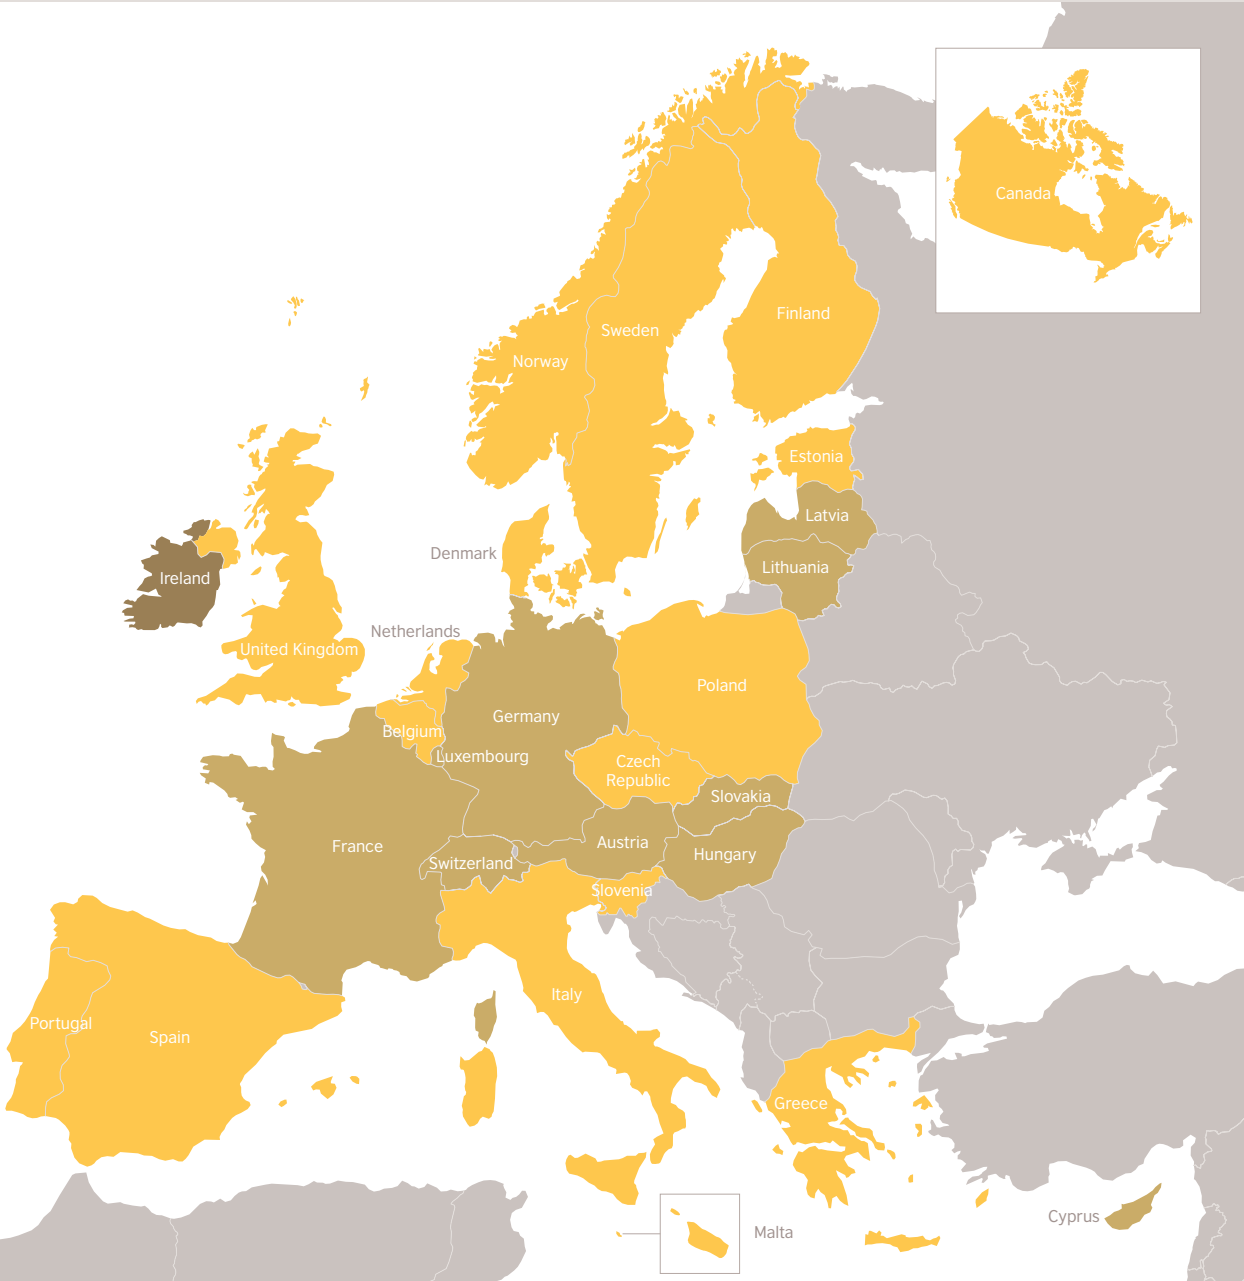 Canada
Finland
Sweden
Norway
Estonia
Latvia
Denmark
Lithuania
Ireland
Netherlands
United Kingdom
Poland
Germany
Belgium
Luxembourg
Czech
Republic
Slovakia
Austria
France
Hungary
Switzerland
Slovenia
Italy
Portugal
Spain
Greece
Cyprus
Malta